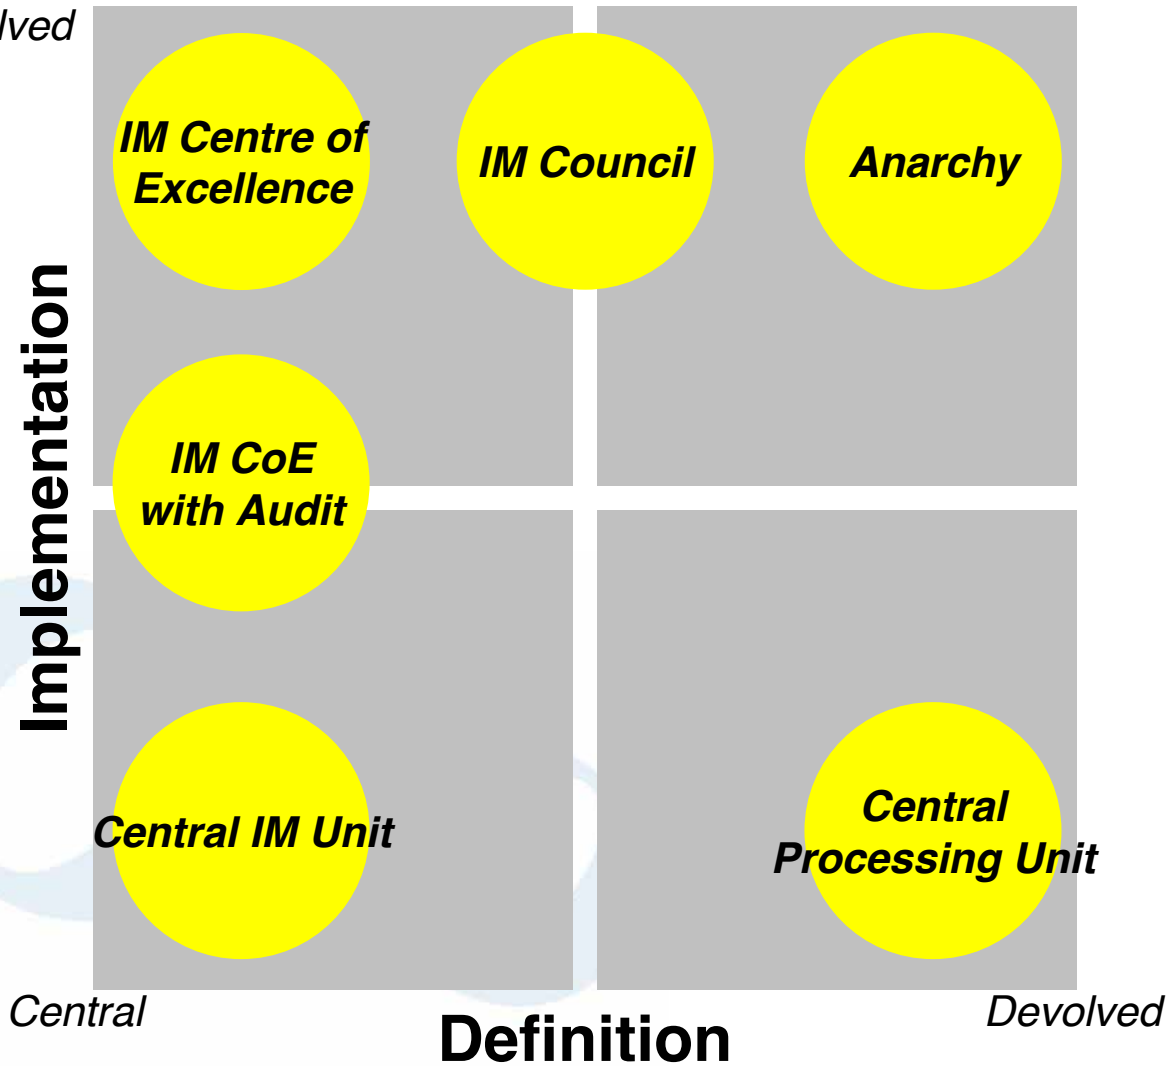 lved
IM Centre of
Excellence
IM Council
Anarchy
Implementation
IM CoE
with Audit
Central IM Unit
Central
Processing Unit
Central
Devolved
Definition